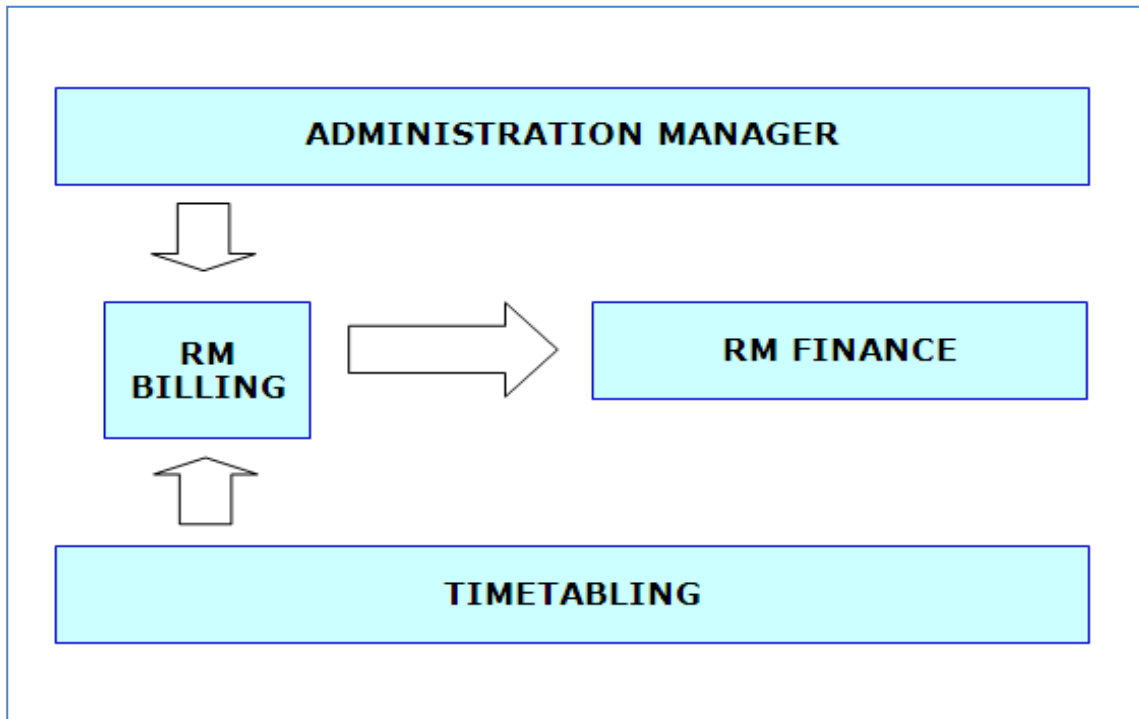 ADMINISTRATION MANAGER
RM
BILLING
RM FINANCE
TIMETABLING